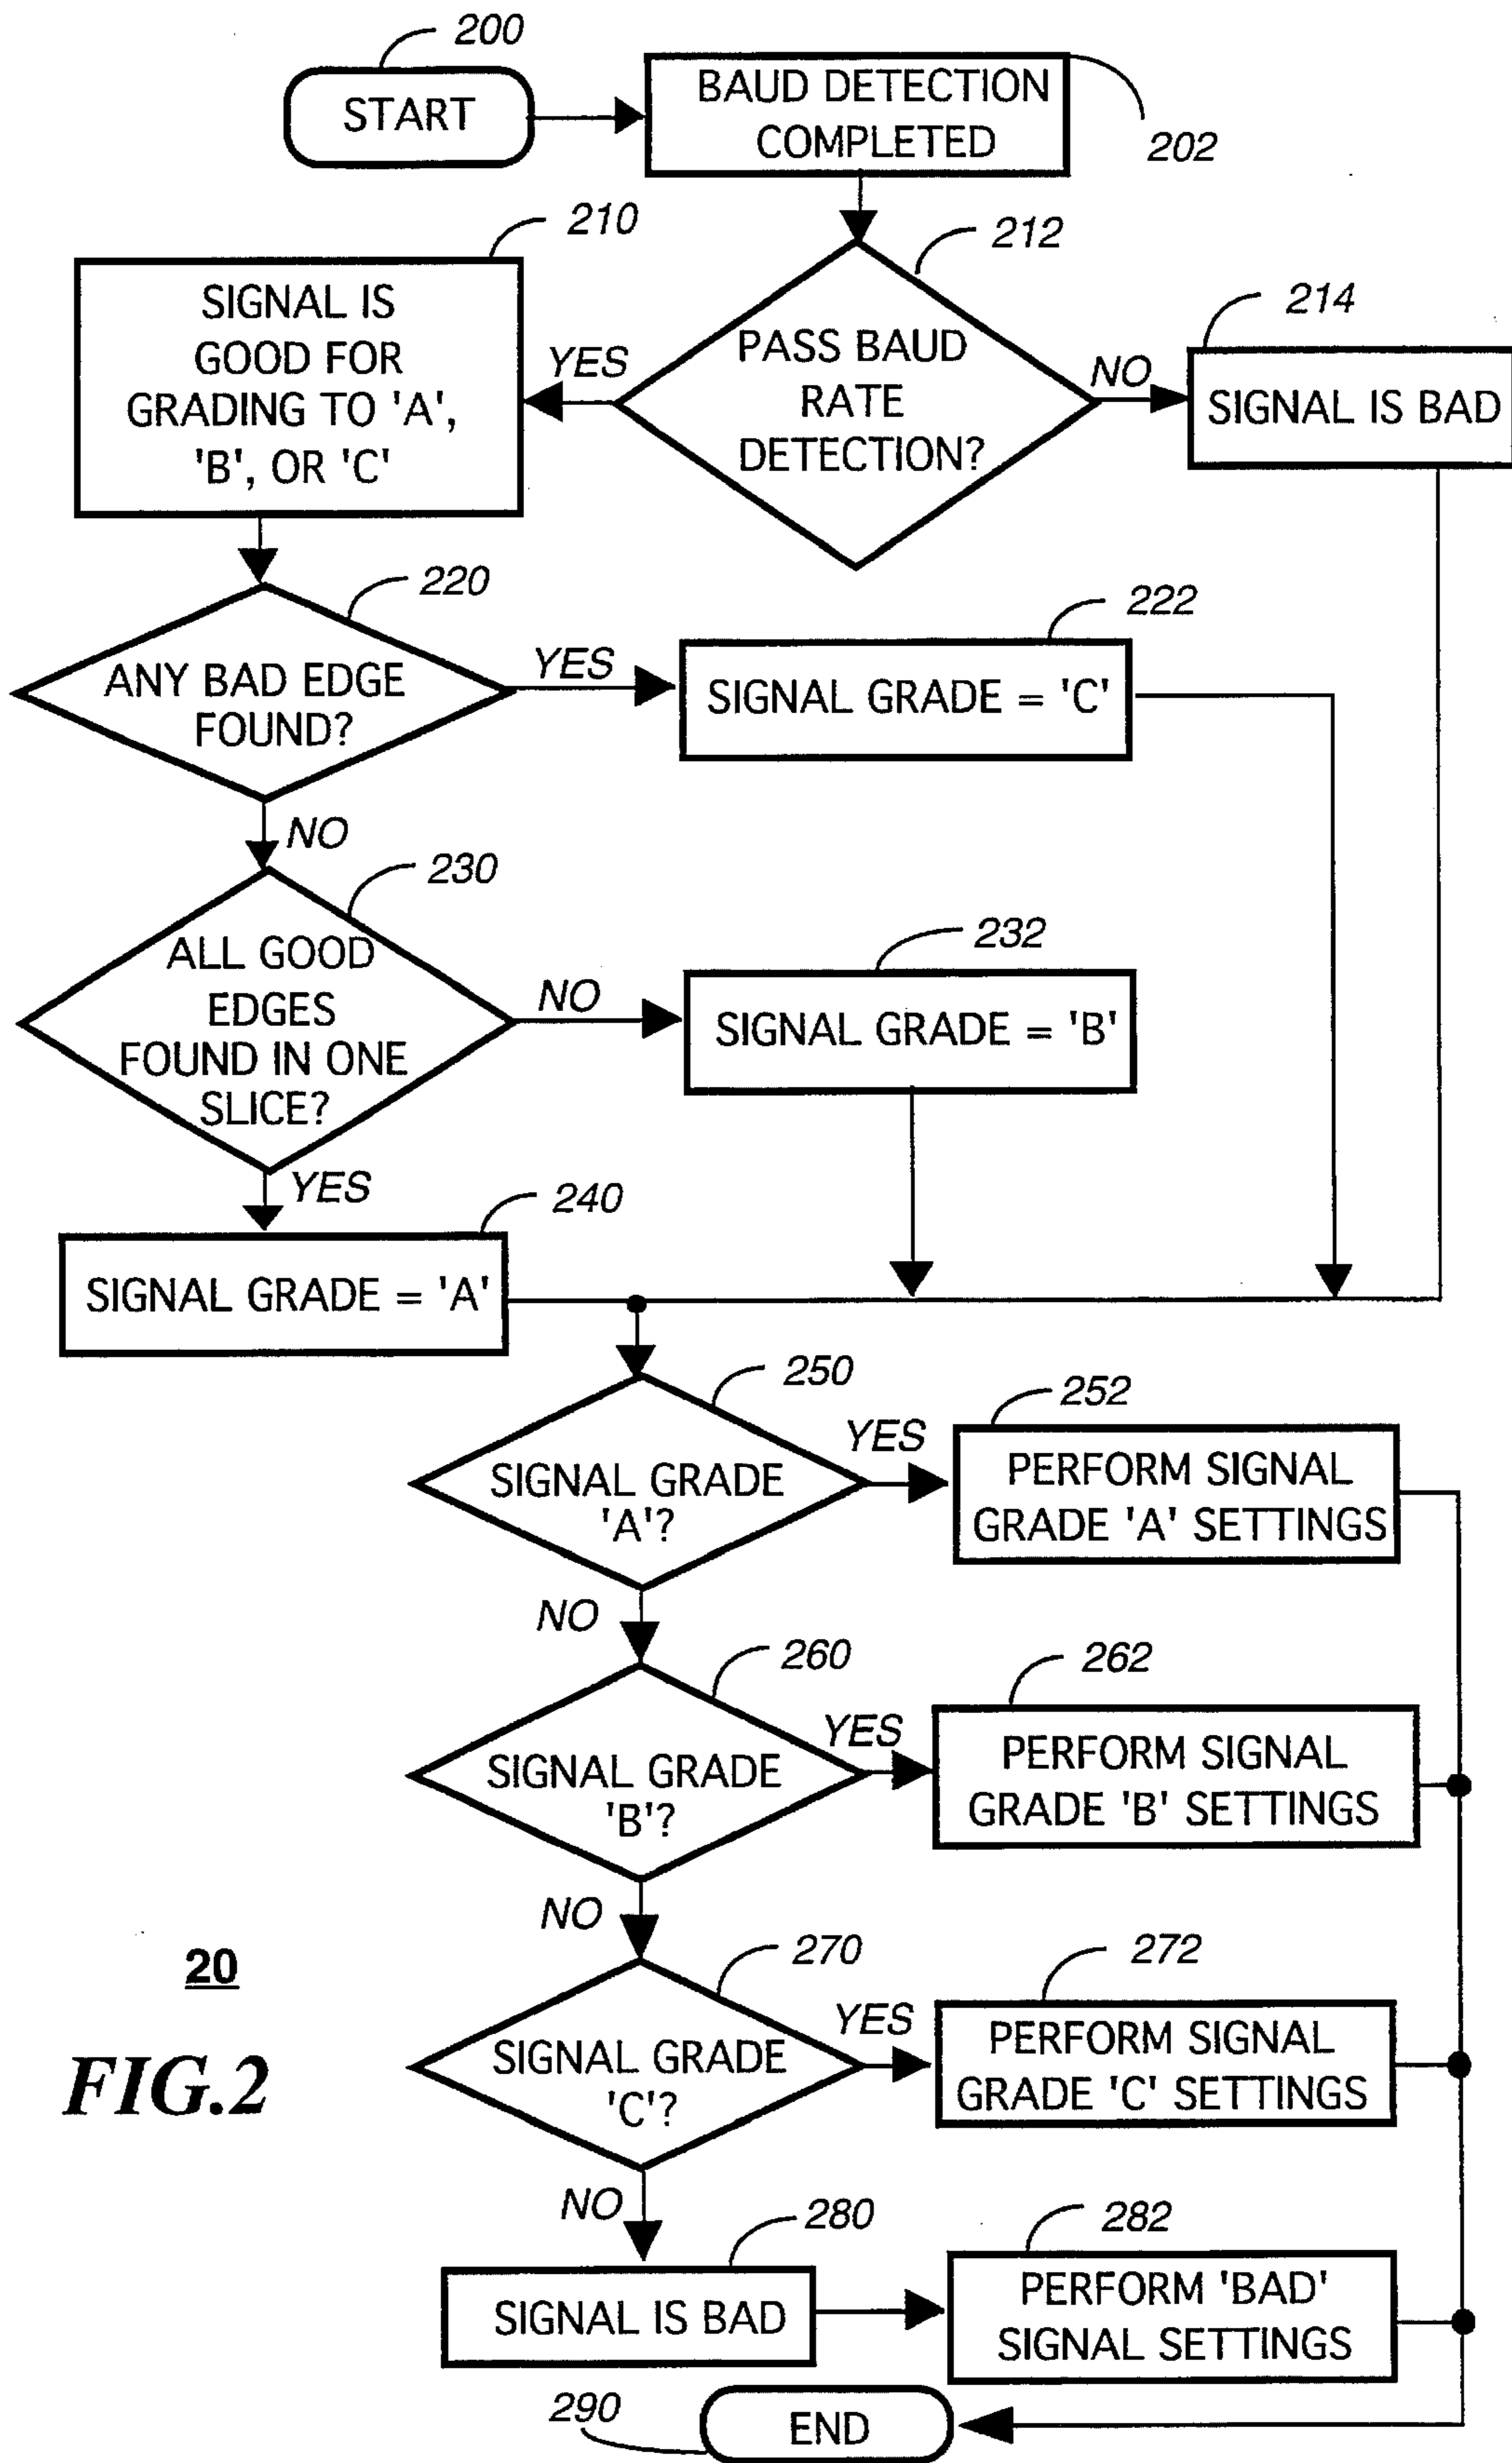 200
START
BAUD DETECTION
COMPLETED
202
210
SIGNAL IS
GOOD FOR
GRADING TO 'A',
'B', OR 'C'
YES
212
PASS BAUD
RATE
DETECTION?
NO
214
SIGNAL IS BAD
220
ANY BAD EDGE
FOUND?
YES
222
SIGNAL GRADE = 'C'
NO
230
ALL GOOD
EDGES
FOUND IN ONE
SLICE?
NO
232
SIGNAL GRADE = 'B'
YES
240
SIGNAL GRADE = 'A'
250
SIGNAL GRADE
'A'?
YES
252
PERFORM SIGNAL
GRADE 'A' SETTINGS
NO
260
SIGNAL GRADE
'B'?
YES
262
PERFORM SIGNAL
GRADE 'B' SETTINGS
NO
270
SIGNAL GRADE
'C'?
YES
272
PERFORM SIGNAL
GRADE 'C' SETTINGS
NO
280
SIGNAL IS BAD
282
PERFORM 'BAD'
SIGNAL SETTINGS
290
END
20
FIG.2